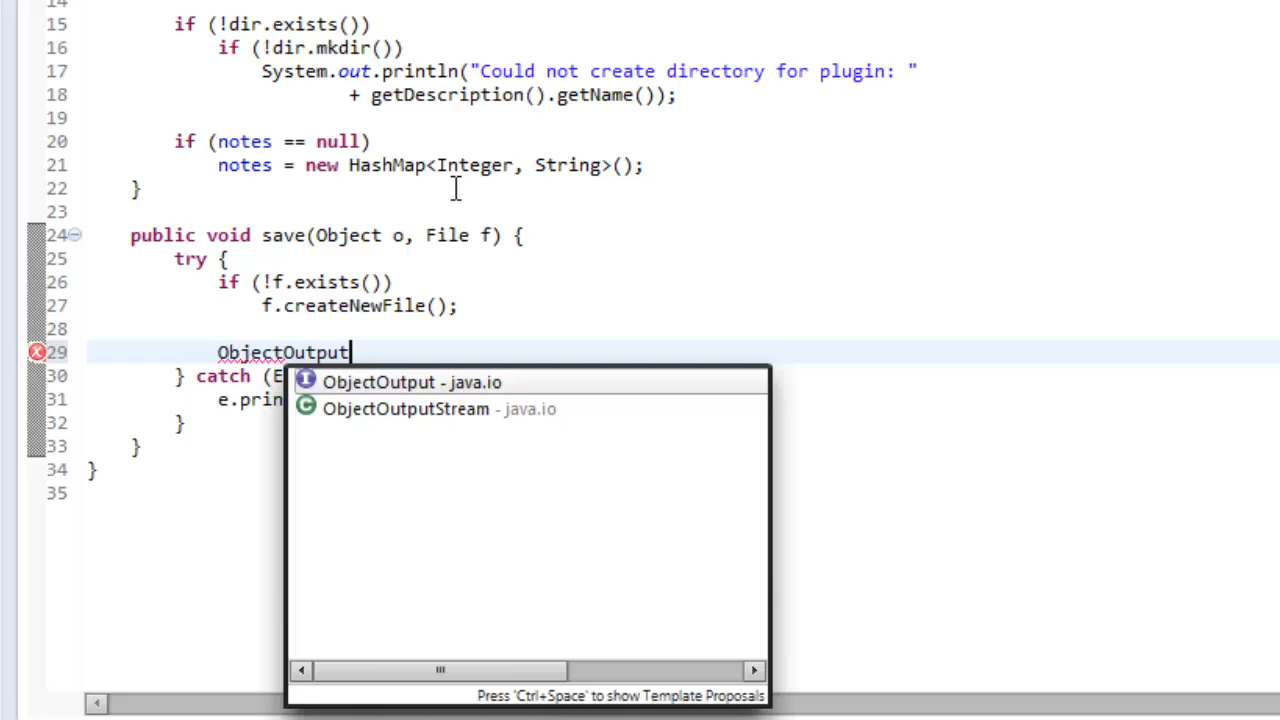 14
15 if (!dir.exists())
16 if (!dir.mkdir())
17 System.out.println("Could not create directory for plugin: "
18 + getDescription().getName());
19
20 if (notes == null)
21 notes = new HashMap<Integer, String>();
22 }
23
24 public void save(Object o, File f) {
25 try {
26 if (!f.exists())
27 f.createNewFile();
28
29 ObjectOutput
30 } catch (E
31 e.prin
32 }
33 }
34 }
35
ObjectOutput - java.io
ObjectOutputStream - java.io
Press 'Ctrl+Space' to show Template Proposals